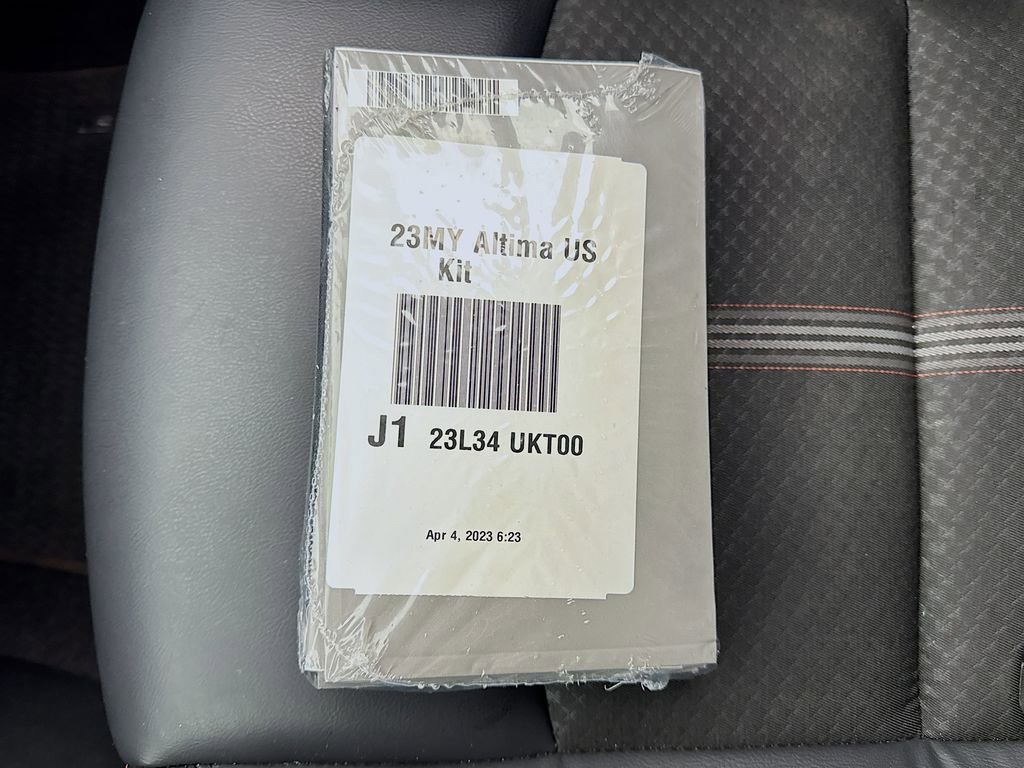 23MY Altima US
Kit
J1 23L34 UKT00
Apr 4, 2023 6:23